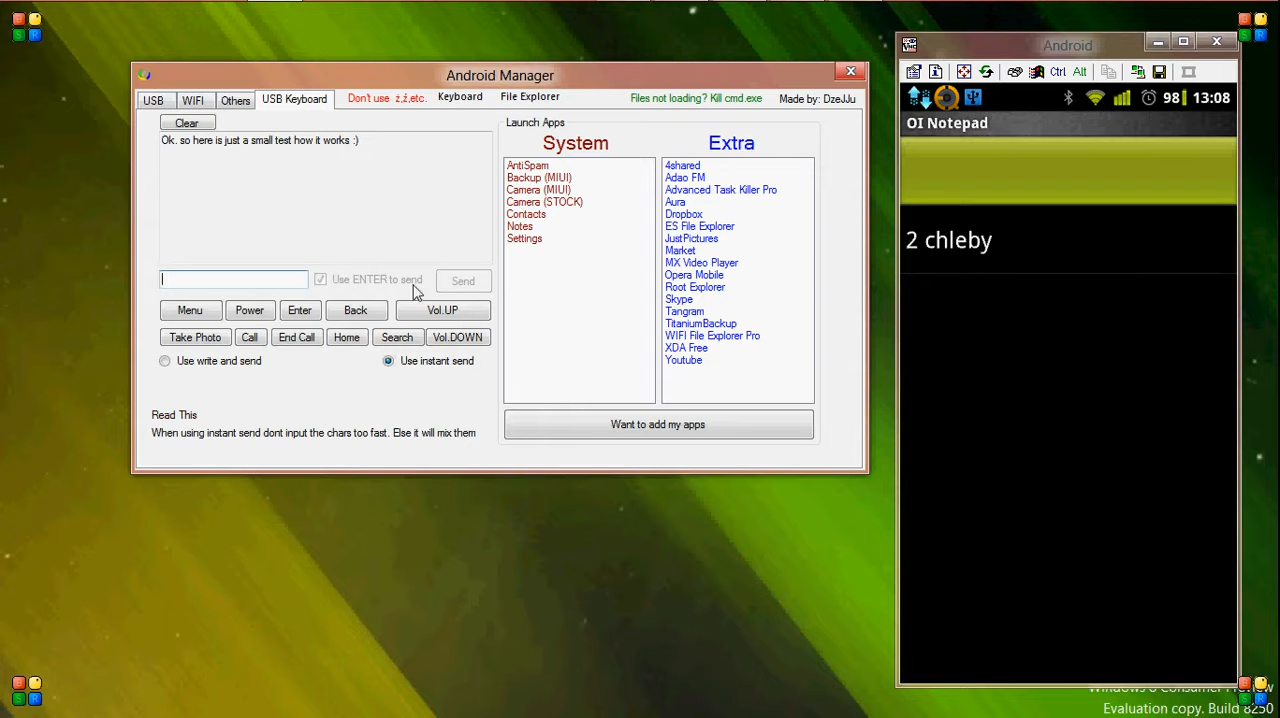 Android Manager
USB WIFI Others USB Keyboard Don't use ż,ź,etc. Keyboard File Explorer Files not loading? Kill cmd.exe Made by: DzeJJu
Clear
Ok. so here is just a small test how it works :)
Use ENTER to send Send
Menu Power Enter Back Vol.UP
Take Photo Call End Call Home Search Vol.DOWN
Use write and send Use instant send
Read This
When using instant send dont input the chars too fast. Else it will mix them
Launch Apps
System
AntiSpam
Backup (MIUI)
Camera (MIUI)
Camera (STOCK)
Contacts
Notes
Settings
Extra
4shared
Adao FM
Advanced Task Killer Pro
Aura
Dropbox
ES File Explorer
JustPictures
Market
MX Video Player
Opera Mobile
Root Explorer
Skype
Tangram
TitaniumBackup
WIFI File Explorer Pro
XDA Free
Youtube
Want to add my apps
Android
Ctrl Alt
98 13:08
OI Notepad
2 chleby
Evaluation copy. Build 8250